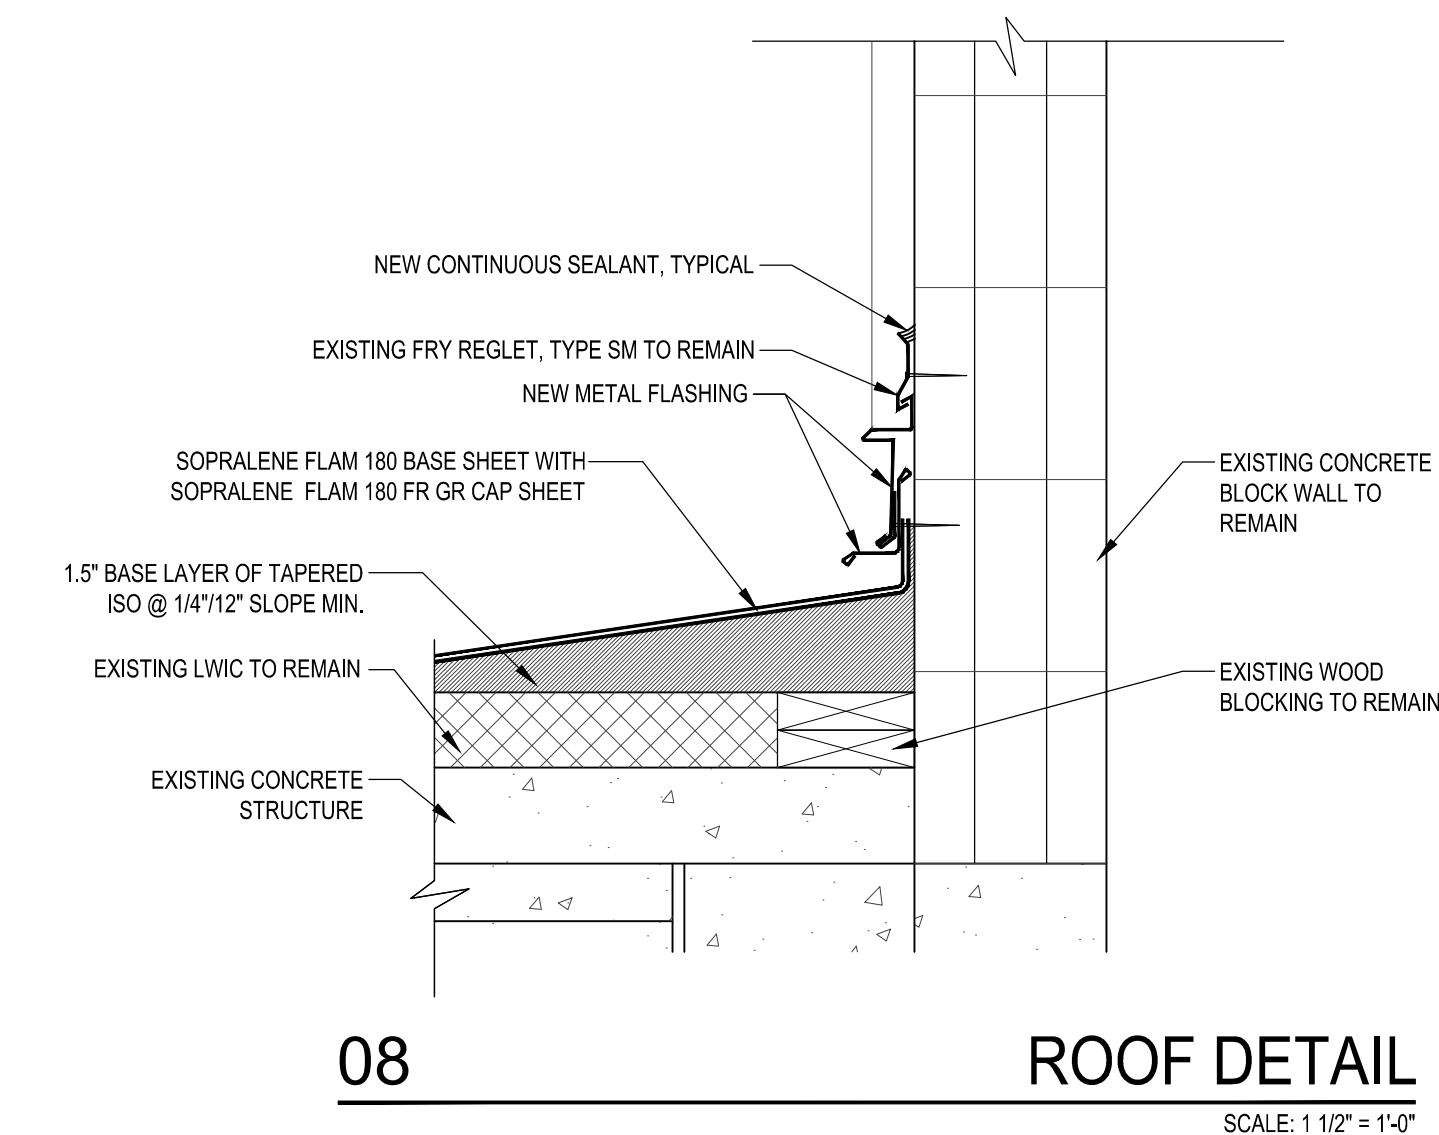 NEW CONTINUOUS SEALANT, TYPICAL
EXISTING FRY REGLET, TYPE SM TO REMAIN
NEW METAL FLASHING
SOPRALENE FLAM 180 BASE SHEET WITH
SOPRALENE FLAM 180 FR GR CAP SHEET
1.5" BASE LAYER OF TAPERED
ISO @ 1/4"/12" SLOPE MIN.
EXISTING LWIC TO REMAIN
EXISTING CONCRETE
STRUCTURE
EXISTING CONCRETE
BLOCK WALL TO
REMAIN
EXISTING WOOD
BLOCKING TO REMAIN
08
ROOF DETAIL
SCALE: 1 1/2" = 1'-0"